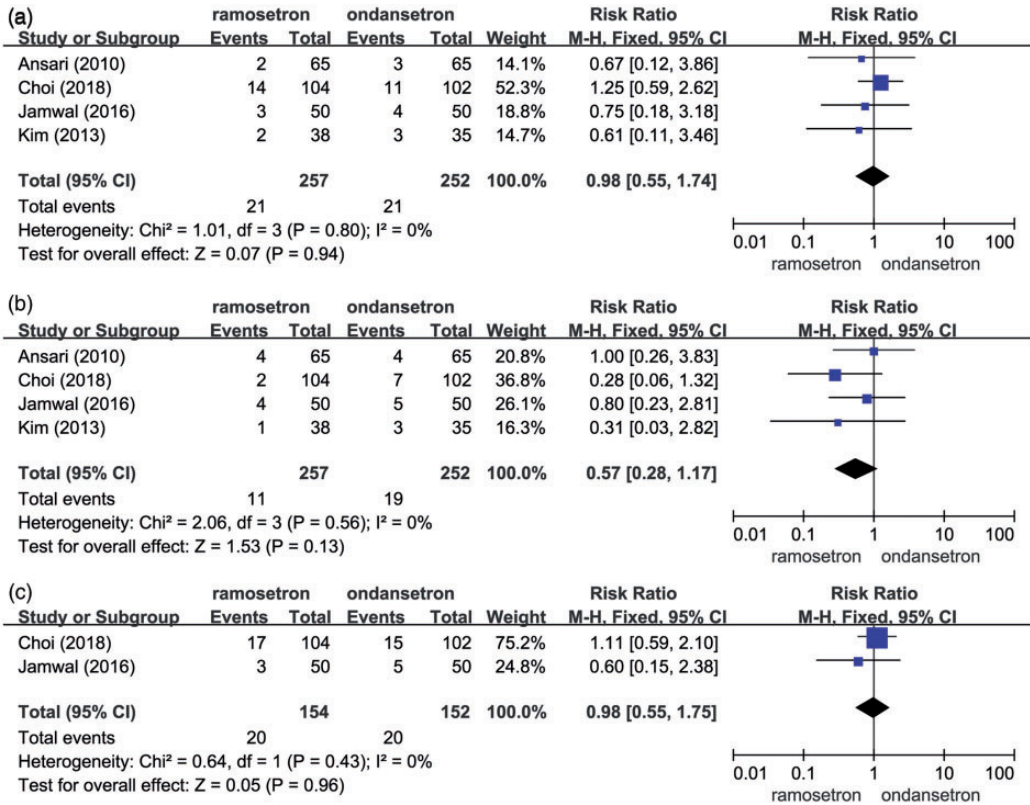 (a) ramosetron ondansetron Risk Ratio Risk Ratio
Study or Subgroup Events Total Events Total Weight M-H, Fixed, 95% CI M-H, Fixed, 95% CI
Ansari (2010) 2 65 3 65 14.1% 0.67 [0.12, 3.86]
Choi (2018) 14 104 11 102 52.3% 1.25 [0.59, 2.62]
Jamwal (2016) 3 50 4 50 18.8% 0.75 [0.18, 3.18]
Kim (2013) 2 38 3 35 14.7% 0.61 [0.11, 3.46]
Total (95% CI) 257 252 100.0% 0.98 [0.55, 1.74]
Total events 21 21
Heterogeneity: Chi² = 1.01, df = 3 (P = 0.80); I² = 0%
Test for overall effect: Z = 0.07 (P = 0.94)
0.01 0.1 1 10 100
ramosetron ondansetron
(b) ramosetron ondansetron Risk Ratio Risk Ratio
Study or Subgroup Events Total Events Total Weight M-H, Fixed, 95% CI M-H, Fixed, 95% CI
Ansari (2010) 4 65 4 65 20.8% 1.00 [0.26, 3.83]
Choi (2018) 2 104 7 102 36.8% 0.28 [0.06, 1.32]
Jamwal (2016) 4 50 5 50 26.1% 0.80 [0.23, 2.81]
Kim (2013) 1 38 3 35 16.3% 0.31 [0.03, 2.82]
Total (95% CI) 257 252 100.0% 0.57 [0.28, 1.17]
Total events 11 19
Heterogeneity: Chi² = 2.06, df = 3 (P = 0.56); I² = 0%
Test for overall effect: Z = 1.53 (P = 0.13)
0.01 0.1 1 10 100
ramosetron ondansetron
(c) ramosetron ondansetron Risk Ratio Risk Ratio
Study or Subgroup Events Total Events Total Weight M-H, Fixed, 95% CI M-H, Fixed, 95% CI
Choi (2018) 17 104 15 102 75.2% 1.11 [0.59, 2.10]
Jamwal (2016) 3 50 5 50 24.8% 0.60 [0.15, 2.38]
Total (95% CI) 154 152 100.0% 0.98 [0.55, 1.75]
Total events 20 20
Heterogeneity: Chi² = 0.64, df = 1 (P = 0.43); I² = 0%
Test for overall effect: Z = 0.05 (P = 0.96)
0.01 0.1 1 10 100
ramosetron ondansetron